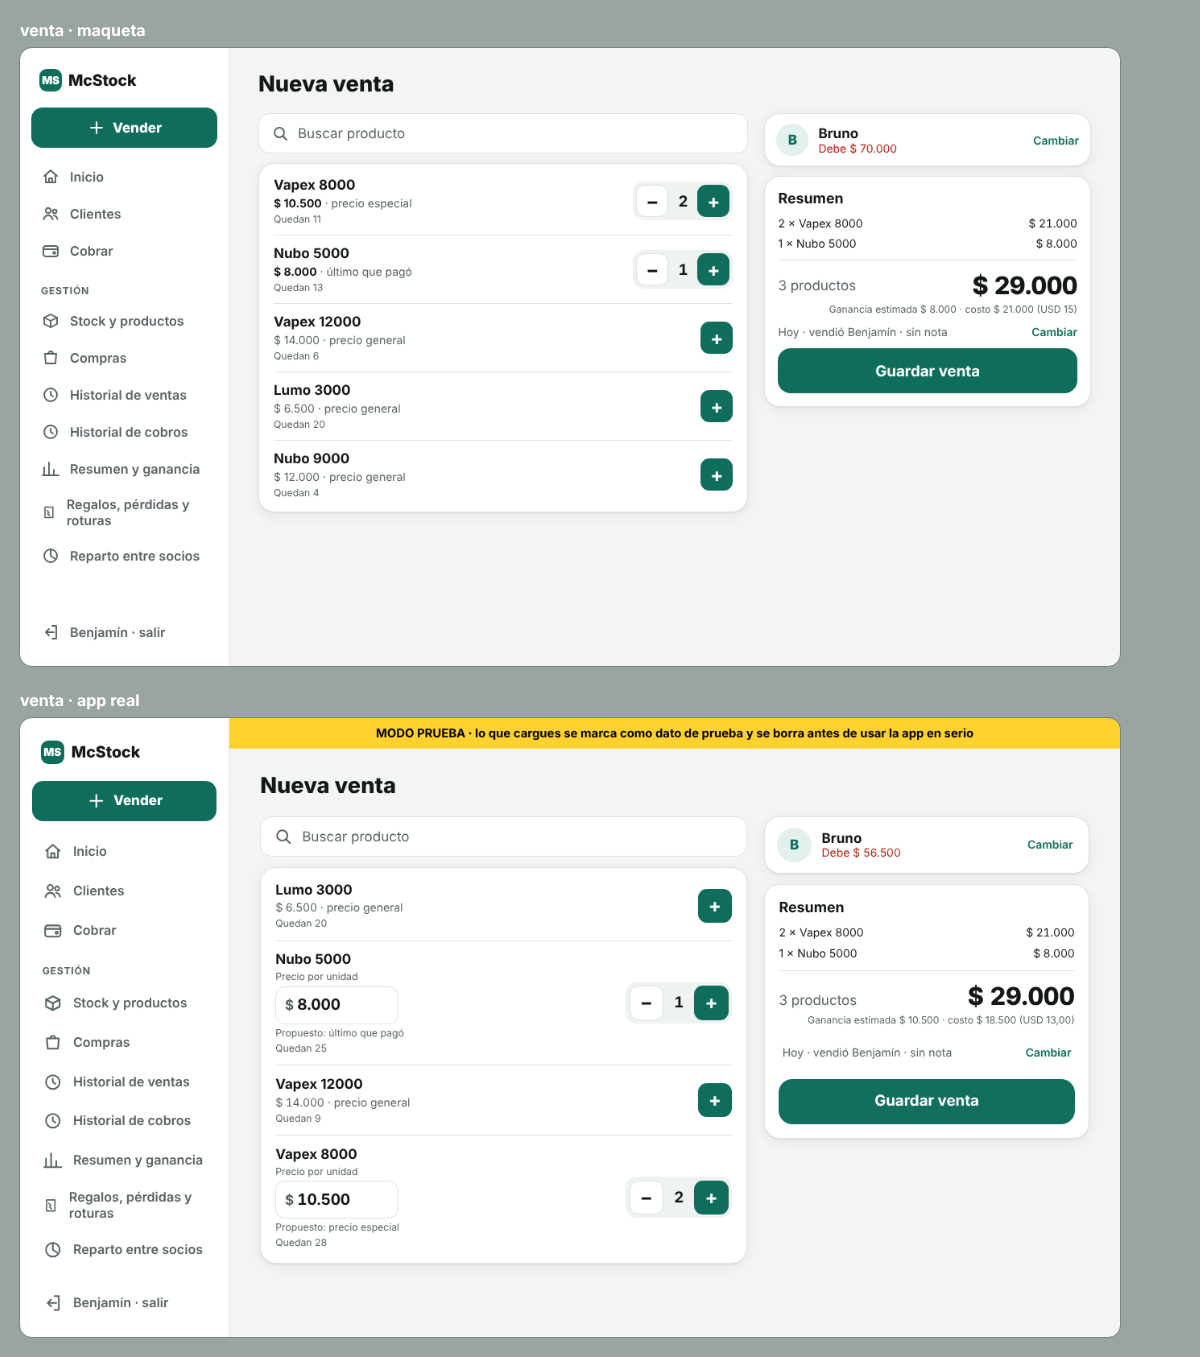 venta · maqueta
MS McStock
+ Vender
Inicio
Clientes
Cobrar
GESTIÓN
Stock y productos
Compras
Historial de ventas
Historial de cobros
Resumen y ganancia
Regalos, pérdidas y
roturas
Reparto entre socios
Benjamín · salir
Nueva venta
Buscar producto
Vapex 8000
$ 10.500 · precio especial
Quedan 11
− 2 +
Nubo 5000
$ 8.000 · último que pagó
Quedan 13
− 1 +
Vapex 12000
$ 14.000 · precio general
Quedan 6
+
Lumo 3000
$ 6.500 · precio general
Quedan 20
+
Nubo 9000
$ 12.000 · precio general
Quedan 4
+
B
Bruno
Debe $ 70.000
Cambiar
Resumen
2 × Vapex 8000 $ 21.000
1 × Nubo 5000 $ 8.000
3 productos $ 29.000
Ganancia estimada $ 8.000 · costo $ 21.000 (USD 15)
Hoy · vendió Benjamín · sin nota Cambiar
Guardar venta
venta · app real
MS McStock
+ Vender
Inicio
Clientes
Cobrar
GESTIÓN
Stock y productos
Compras
Historial de ventas
Historial de cobros
Resumen y ganancia
Regalos, pérdidas y
roturas
Reparto entre socios
Benjamín · salir
MODO PRUEBA · lo que cargues se marca como dato de prueba y se borra antes de usar la app en serio
Nueva venta
Buscar producto
Lumo 3000
$ 6.500 · precio general
Quedan 20
+
Nubo 5000
Precio por unidad
$ 8.000
Propuesto: último que pagó
Quedan 25
− 1 +
Vapex 12000
$ 14.000 · precio general
Quedan 9
+
Vapex 8000
Precio por unidad
$ 10.500
Propuesto: precio especial
Quedan 28
− 2 +
B
Bruno
Debe $ 56.500
Cambiar
Resumen
2 × Vapex 8000 $ 21.000
1 × Nubo 5000 $ 8.000
3 productos $ 29.000
Ganancia estimada $ 10.500 · costo $ 18.500 (USD 13,00)
Hoy · vendió Benjamín · sin nota Cambiar
Guardar venta